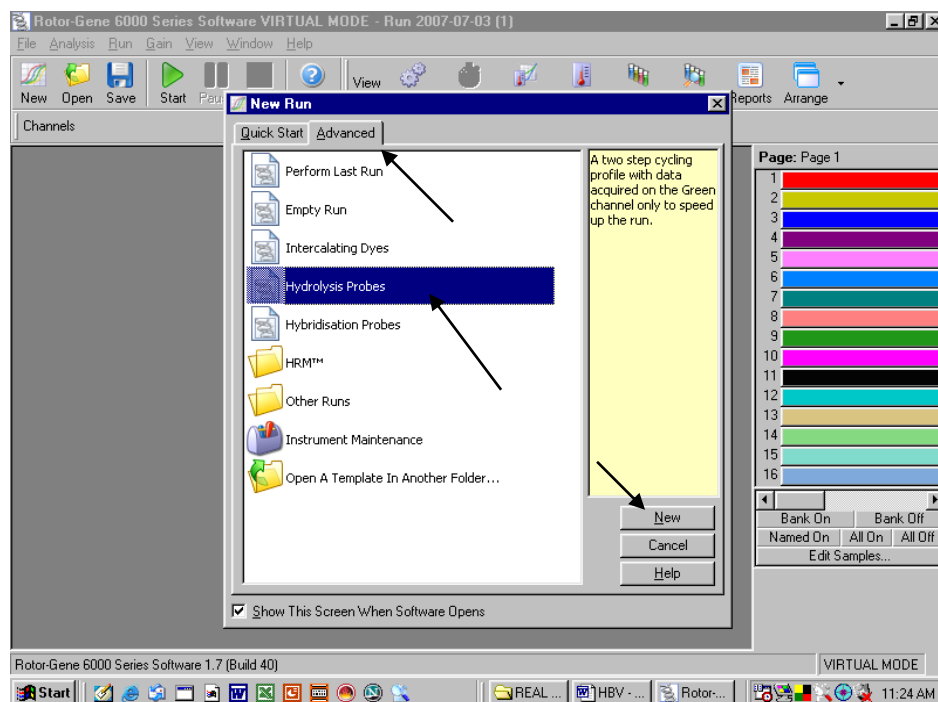 Rotor-Gene 6000 Series Software VIRTUAL MODE - Run 2007-07-03 (1)
File Analysis Run Gain View Window Help
New Open Save Start Pau View Reports Arrange
Channels
New Run
Quick Start Advanced
Perform Last Run
Empty Run
Intercalating Dyes
Hydrolysis Probes
Hybridisation Probes
HRM™
Other Runs
Instrument Maintenance
Open A Template In Another Folder...
A two step cycling
profile with data
acquired on the Green
channel only to speed
up the run.
New
Cancel
Help
Show This Screen When Software Opens
Page: Page 1
1
2
3
4
5
6
7
8
9
10
11
12
13
14
15
16
Bank On Bank Off
Named On All On All Off
Edit Samples...
Rotor-Gene 6000 Series Software 1.7 (Build 40) VIRTUAL MODE
Start REAL ... HBV - ... Rotor-... 11:24 AM